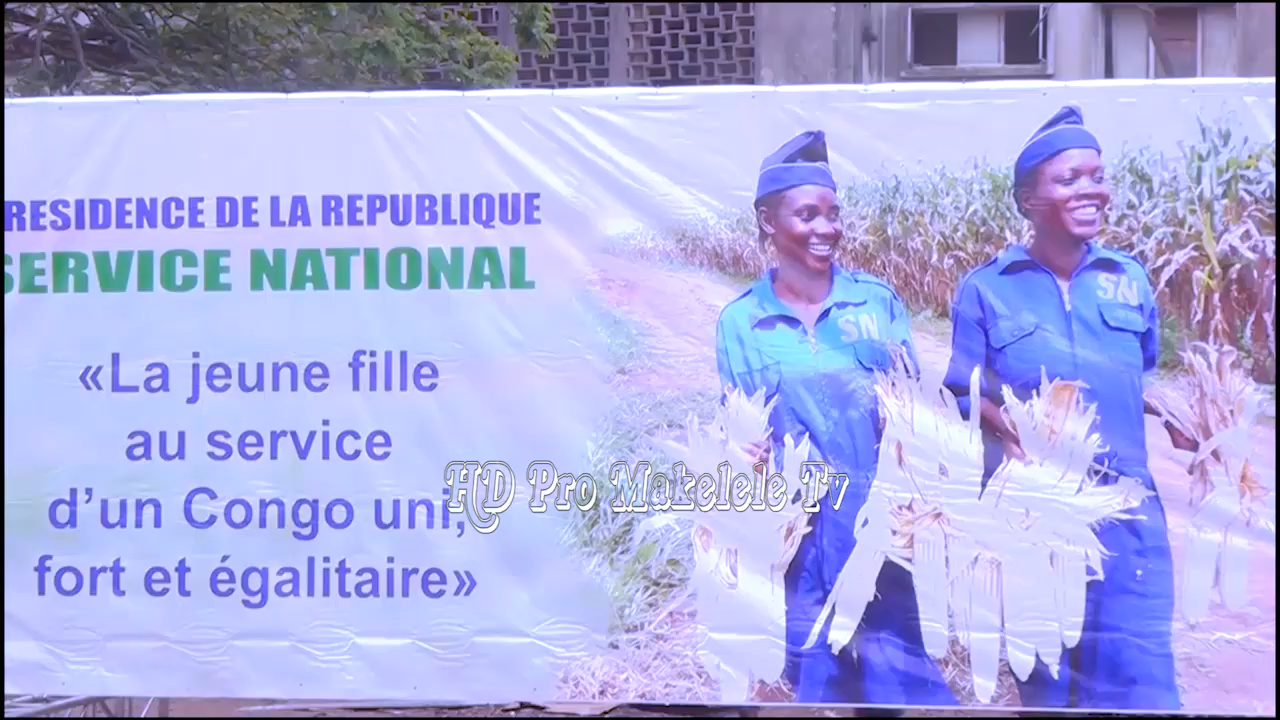 RESIDENCE DE LA REPUBLIQUE
SERVICE NATIONAL
«La jeune fille
au service
d’un Congo uni,
fort et égalitaire»
SN
SN
HD Pro Makelele Tv